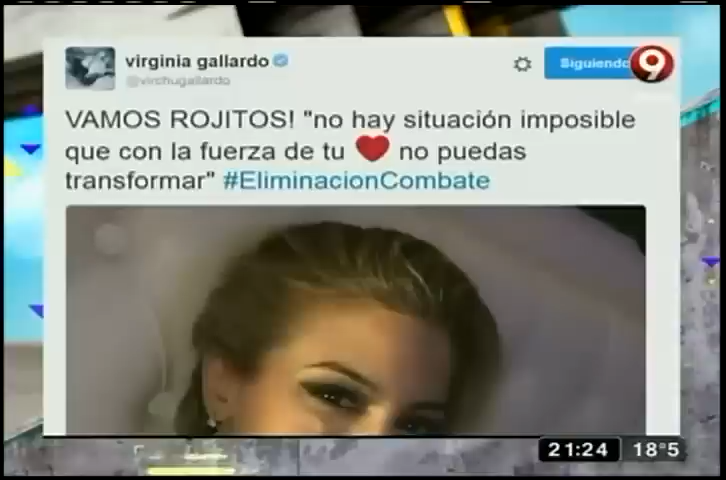 virginia gallardo
@virchugallardo
Siguiendo
9
VAMOS ROJITOS! "no hay situación imposible
que con la fuerza de tu ❤ no puedas
transformar" #EliminacionCombate
21:24 18°5